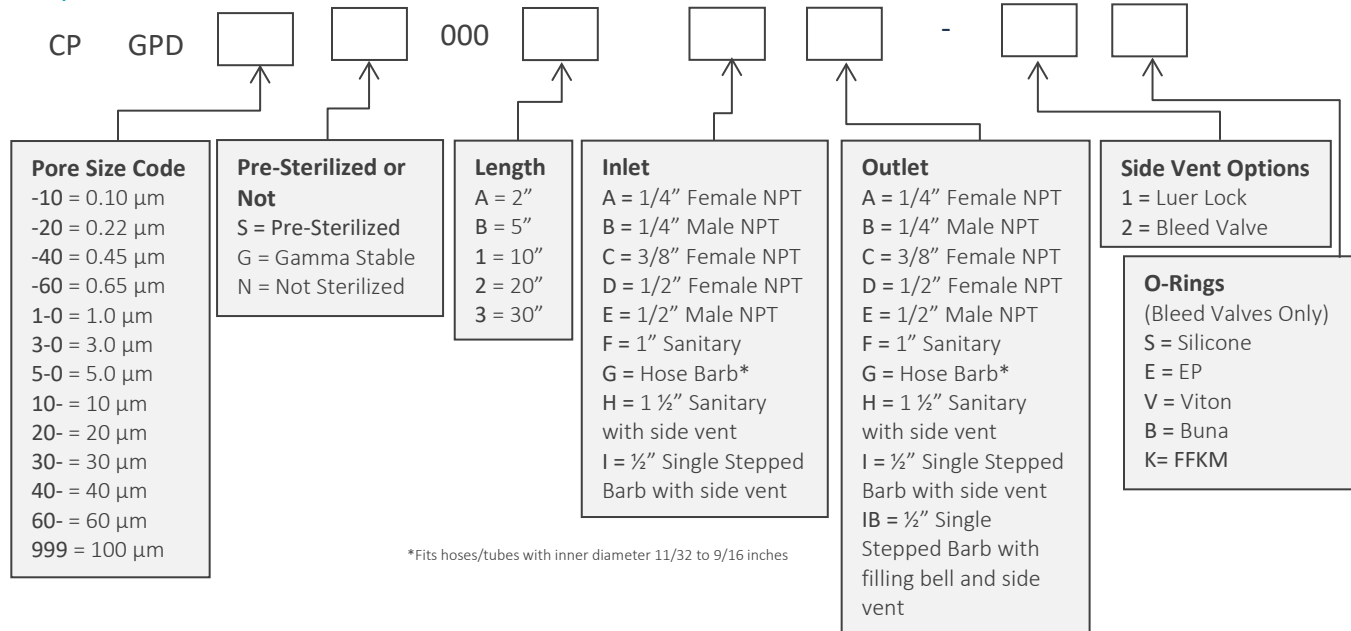 CP GPD 000 -
Pore Size Code
-10 = 0.10 µm
-20 = 0.22 µm
-40 = 0.45 µm
-60 = 0.65 µm
1-0 = 1.0 µm
3-0 = 3.0 µm
5-0 = 5.0 µm
10- = 10 µm
20- = 20 µm
30- = 30 µm
40- = 40 µm
60- = 60 µm
999 = 100 µm
Pre-Sterilized or
Not
S = Pre-Sterilized
G = Gamma Stable
N = Not Sterilized
Length
A = 2”
B = 5”
1 = 10”
2 = 20”
3 = 30”
Inlet
A = 1/4” Female NPT
B = 1/4” Male NPT
C = 3/8” Female NPT
D = 1/2” Female NPT
E = 1/2” Male NPT
F = 1” Sanitary
G = Hose Barb*
H = 1 ½” Sanitary
with side vent
I = ½” Single Stepped
Barb with side vent
Outlet
A = 1/4” Female NPT
B = 1/4” Male NPT
C = 3/8” Female NPT
D = 1/2” Female NPT
E = 1/2” Male NPT
F = 1” Sanitary
G = Hose Barb*
H = 1 ½” Sanitary
with side vent
I = ½” Single Stepped
Barb with side vent
IB = ½” Single
Stepped Barb with
filling bell and side
vent
Side Vent Options
1 = Luer Lock
2 = Bleed Valve
O-Rings
(Bleed Valves Only)
S = Silicone
E = EP
V = Viton
B = Buna
K= FFKM
*Fits hoses/tubes with inner diameter 11/32 to 9/16 inches